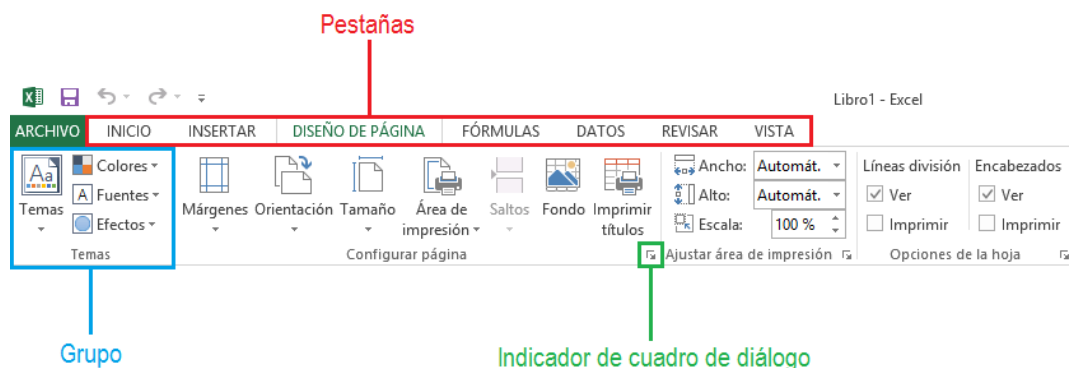 Pestañas
Libro1 - Excel
ARCHIVO INICIO INSERTAR DISEÑO DE PÁGINA FÓRMULAS DATOS REVISAR VISTA
Aa Temas
Colores
A Fuentes
Efectos
Temas
Márgenes Orientación Tamaño Área de impresión Saltos Fondo Imprimir títulos
Configurar página
Ancho: Automát.
Alto: Automát.
Escala: 100 %
Ajustar área de impresión
Líneas división
Ver
Imprimir
Encabezados
Ver
Imprimir
Opciones de la hoja
Grupo
Indicador de cuadro de diálogo